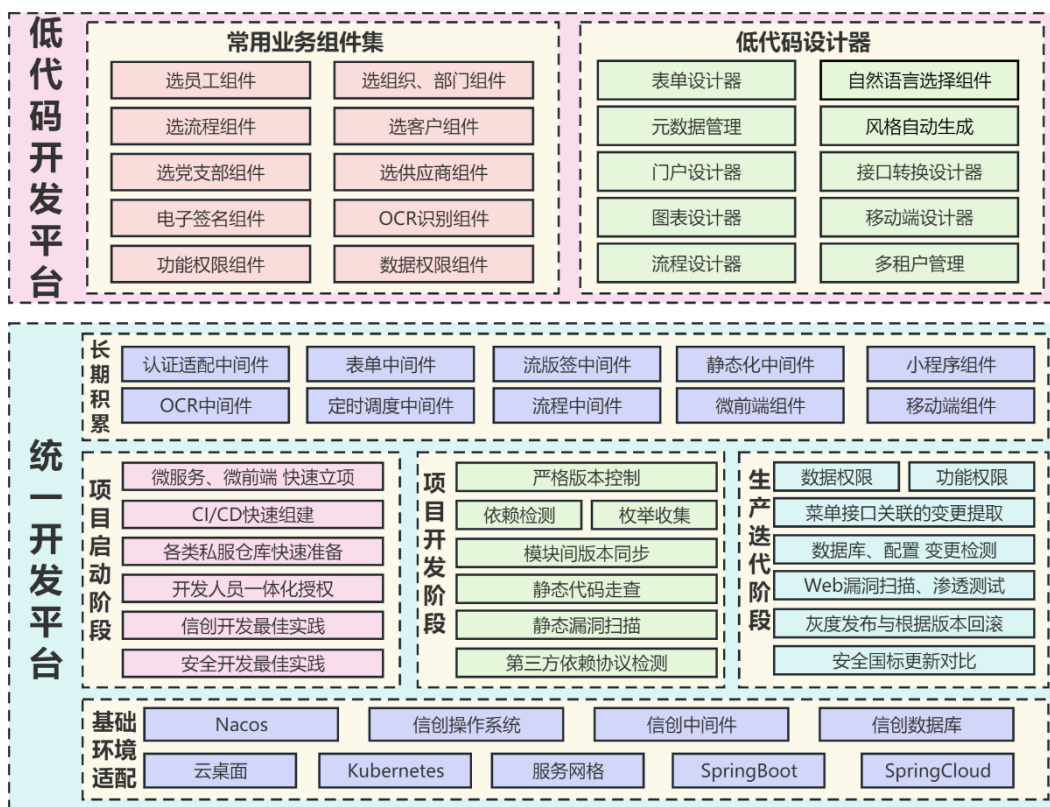 低代码开发平台
常用业务组件集
选员工组件
选组织、部门组件
选流程组件
选客户组件
选党支部组件
选供应商组件
电子签名组件
OCR识别组件
功能权限组件
数据权限组件
低代码设计器
表单设计器
自然语言选择组件
元数据管理
风格自动生成
门户设计器
接口转换设计器
图表设计器
移动端设计器
流程设计器
多租户管理
统一开发平台
长期积累
认证适配中间件
表单中间件
流版签中间件
静态化中间件
小程序组件
OCR中间件
定时调度中间件
流程中间件
微前端组件
移动端组件
项目启动阶段
微服务、微前端 快速立项
CI/CD快速组建
各类私服仓库快速准备
开发人员一体化授权
信创开发最佳实践
安全开发最佳实践
项目开发阶段
严格版本控制
依赖检测
枚举收集
模块间版本同步
静态代码走查
静态漏洞扫描
第三方依赖协议检测
生产迭代阶段
数据权限
功能权限
菜单接口关联的变更提取
数据库、配置 变更检测
Web漏洞扫描、渗透测试
灰度发布与根据版本回滚
安全国标更新对比
基础环境适配
Nacos
信创操作系统
信创中间件
信创数据库
云桌面
Kubernetes
服务网格
SpringBoot
SpringCloud